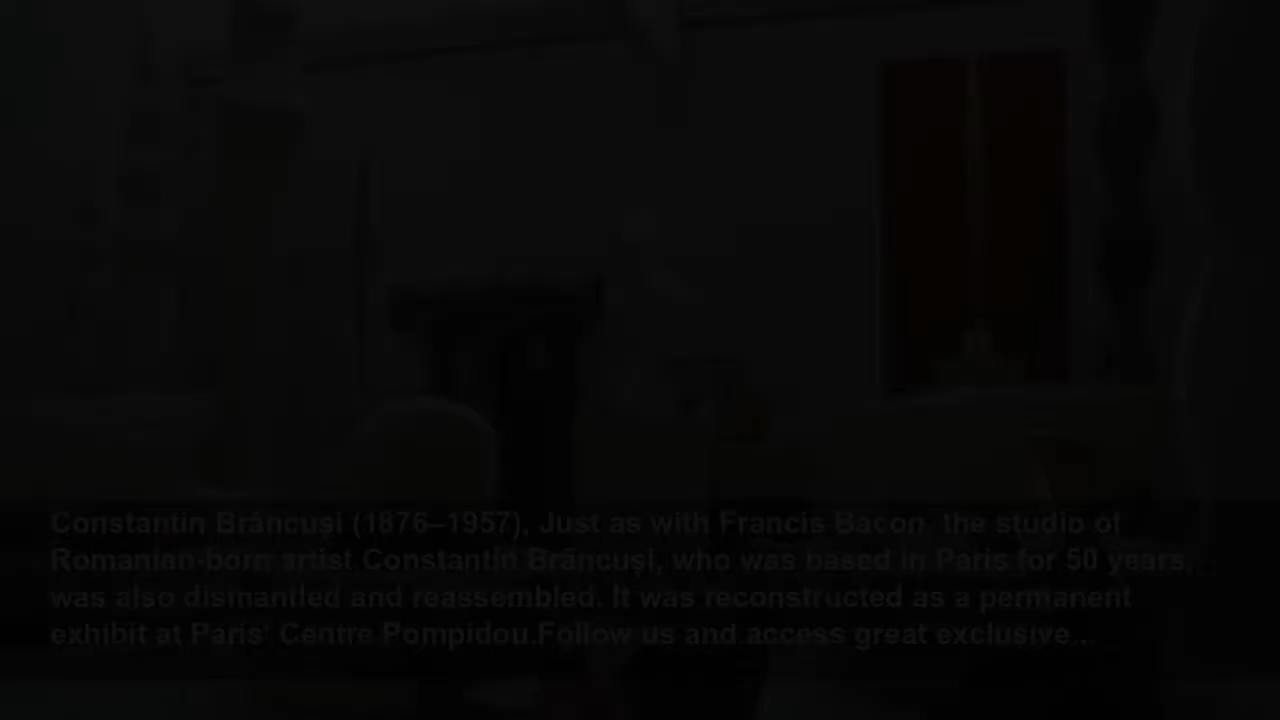 Constantin Brâncuși (1876–1957). Just as with Francis Bacon, the studio of
Romanian-born artist Constantin Brâncuși, who was based in Paris for 50 years,
was also dismantled and reassembled. It was reconstructed as a permanent
exhibit at Paris' Centre Pompidou.Follow us and access great exclusive...